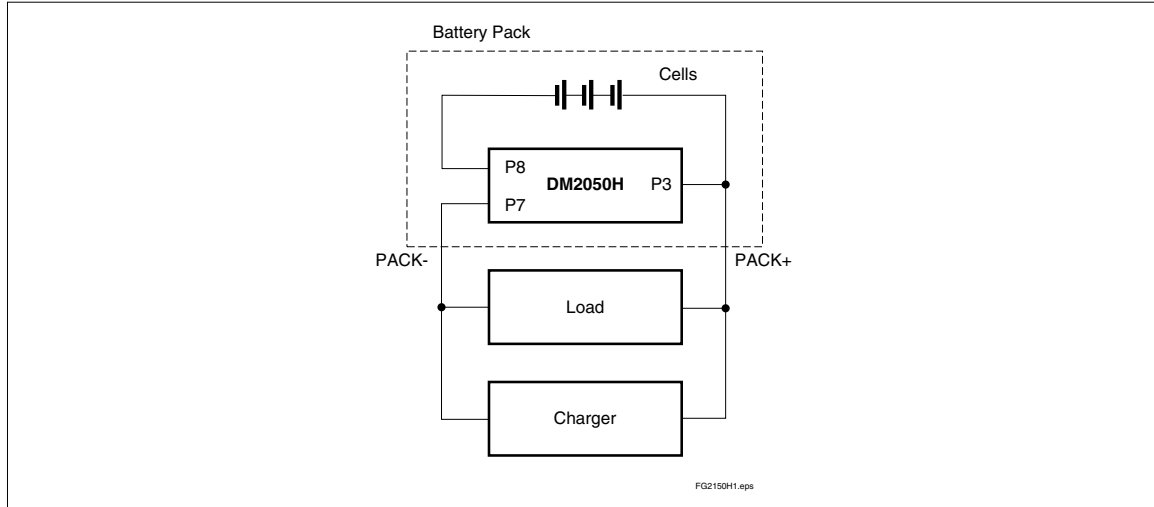 Battery Pack
Cells
P8
DM2050H
P3
P7
PACK-
PACK+
Load
Charger
FG2150H1.eps